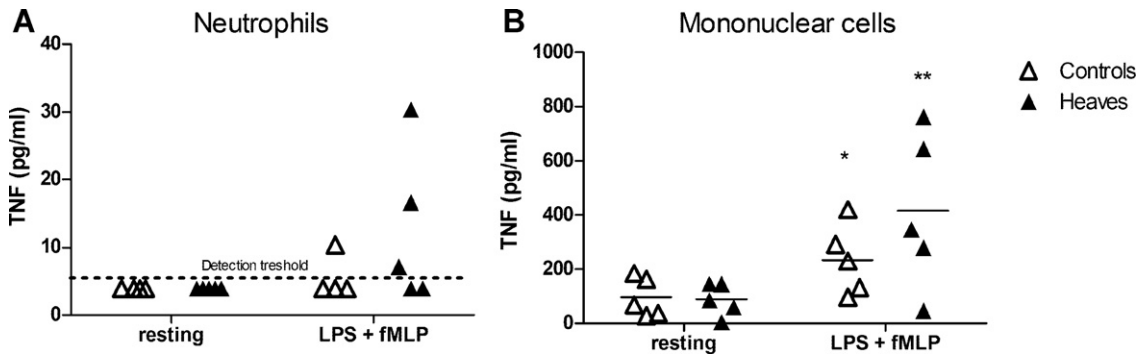 A Neutrophils
TNF (pg/ml)
40
30
20
10
0
Detection treshold
resting LPS + fMLP
B Mononuclear cells
TNF (pg/ml)
1000
800
600
400
200
0
*
**
resting LPS + fMLP
Controls
Heaves